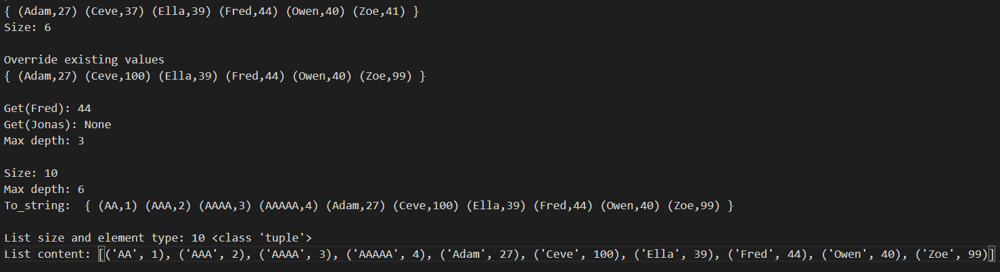 { (Adam,27) (Ceve,37) (Ella,39) (Fred,44) (Owen,40) (Zoe,41) }
Size: 6
Override existing values
{ (Adam,27) (Ceve,100) (Ella,39) (Fred,44) (Owen,40) (Zoe,99) }
Get(Fred): 44
Get(Jonas): None
Max depth: 3
Size: 10
Max depth: 6
To_string:  { (AA,1) (AAA,2) (AAAA,3) (AAAAA,4) (Adam,27) (Ceve,100) (Ella,39) (Fred,44) (Owen,40) (Zoe,99) }
List size and element type: 10 <class 'tuple'>
List content: [('AA', 1), ('AAA', 2), ('AAAA', 3), ('AAAAA', 4), ('Adam', 27), ('Ceve', 100), ('Ella', 39), ('Fred', 44), ('Owen', 40), ('Zoe', 99)]